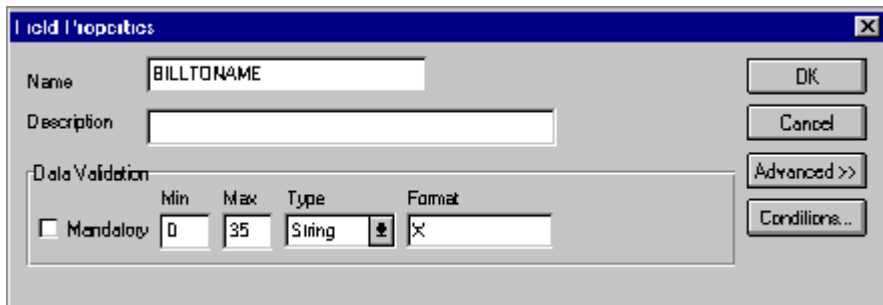 Field Properties
Name BILLTONAME OK
Description Cancel
Data Validation Advanced >>
Min Max Type Format
Mandatory 0 35 String X Conditions...